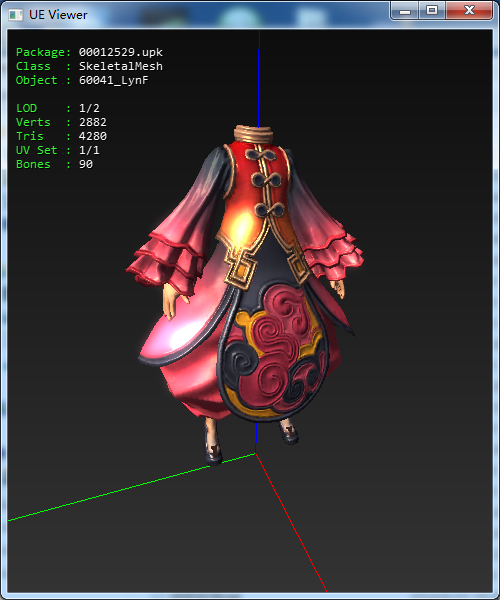 UE Viewer
Package: 00012529.upk
Class : SkeletalMesh
Object : 60041_LynF
LOD : 1/2
Verts : 2882
Tris : 4280
UV Set : 1/1
Bones : 90